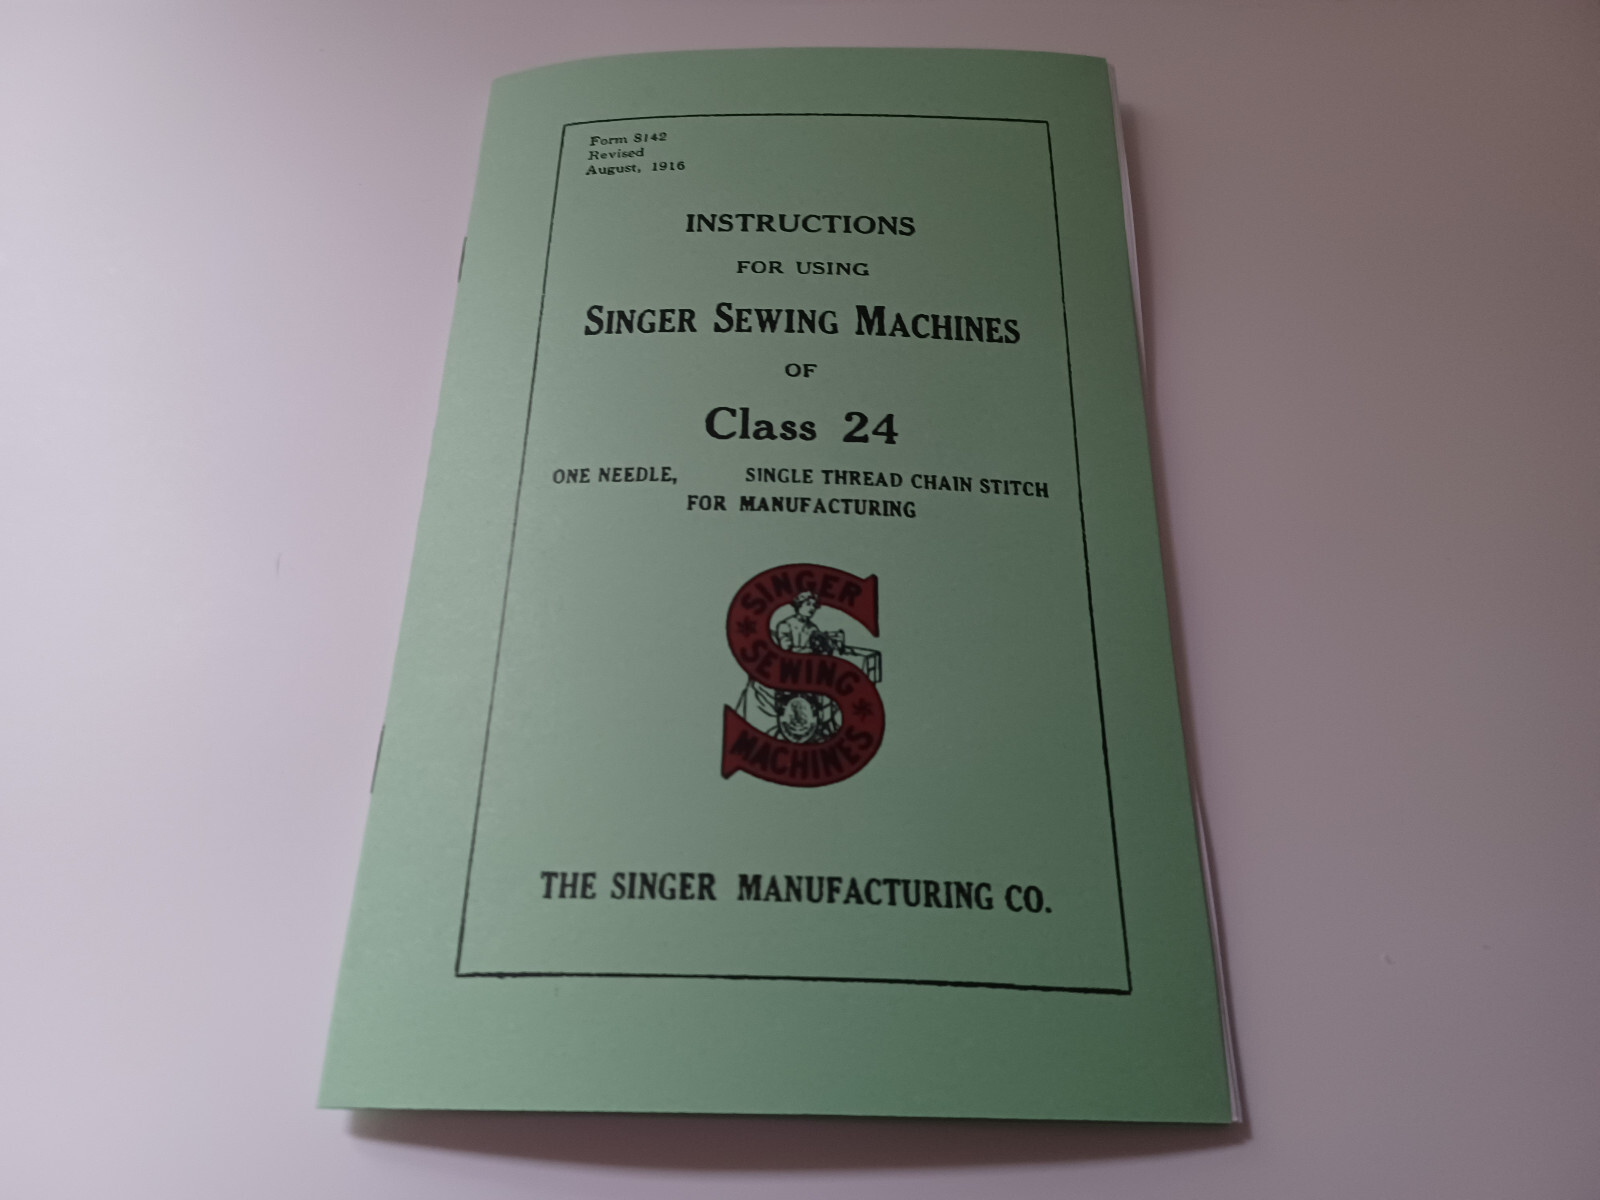 Form 8142
Revised
August, 1916
INSTRUCTIONS
FOR USING
SINGER SEWING MACHINES
OF
Class 24
ONE NEEDLE, SINGLE THREAD CHAIN STITCH
FOR MANUFACTURING
SINGER
SEWING
MACHINES
THE SINGER MANUFACTURING CO.